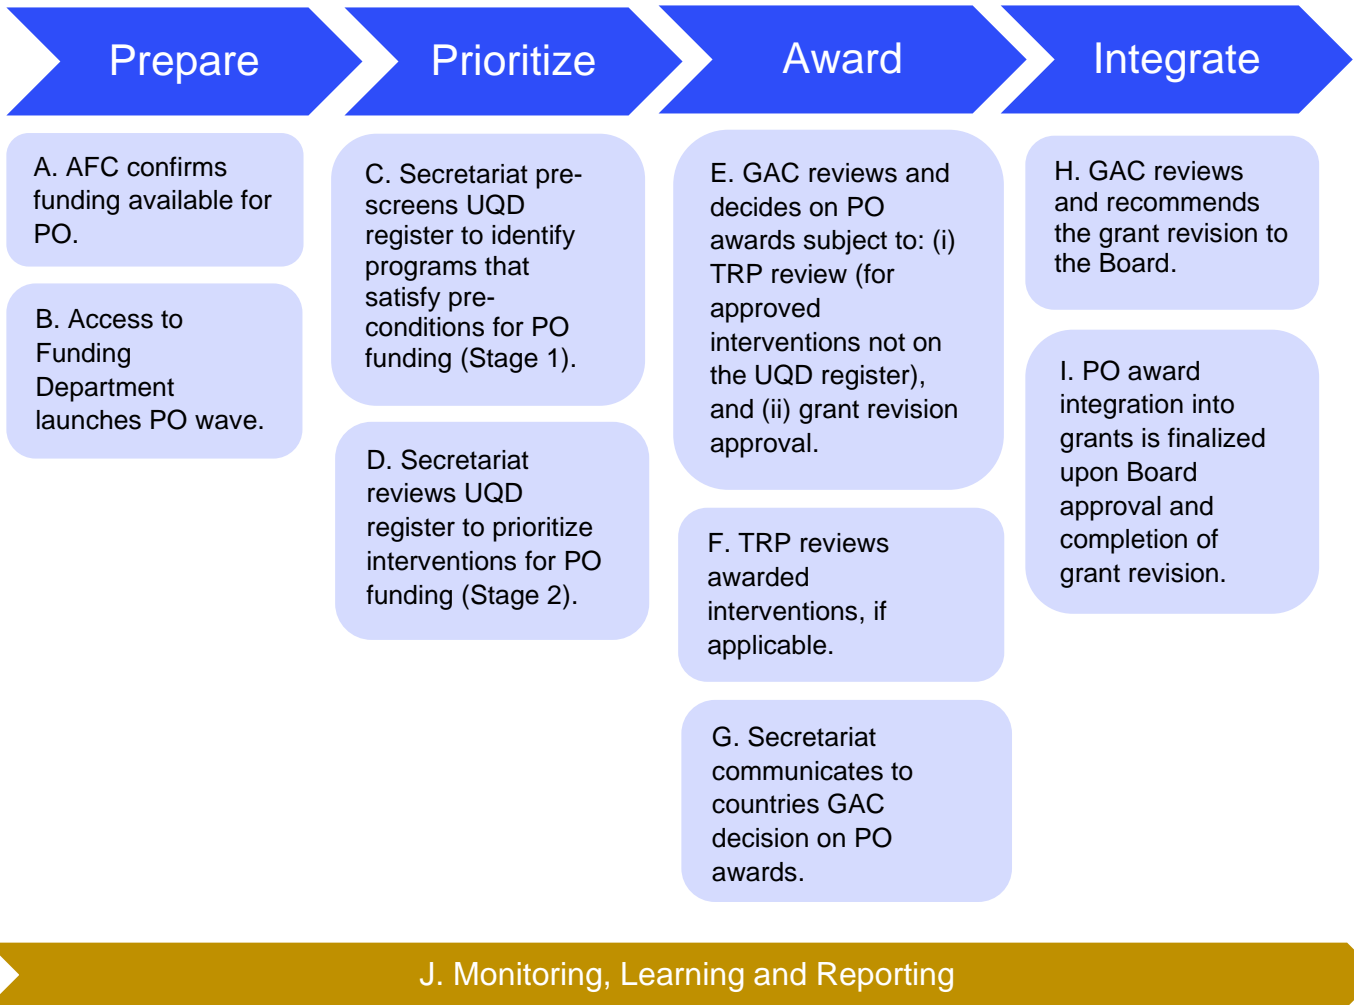 Prepare
Prioritize
Award
Integrate
A. AFC confirms
funding available for
PO.
B. Access to
Funding
Department
launches PO wave.
C. Secretariat pre-
screens UQD
register to identify
programs that
satisfy pre-
conditions for PO
funding (Stage 1).
D. Secretariat
reviews UQD
register to prioritize
interventions for PO
funding (Stage 2).
E. GAC reviews and
decides on PO
awards subject to: (i)
TRP review (for
approved
interventions not on
the UQD register),
and (ii) grant revision
approval.
F. TRP reviews
awarded
interventions, if
applicable.
G. Secretariat
communicates to
countries GAC
decision on PO
awards.
H. GAC reviews
and recommends
the grant revision to
the Board.
I. PO award
integration into
grants is finalized
upon Board
approval and
completion of
grant revision.
J. Monitoring, Learning and Reporting